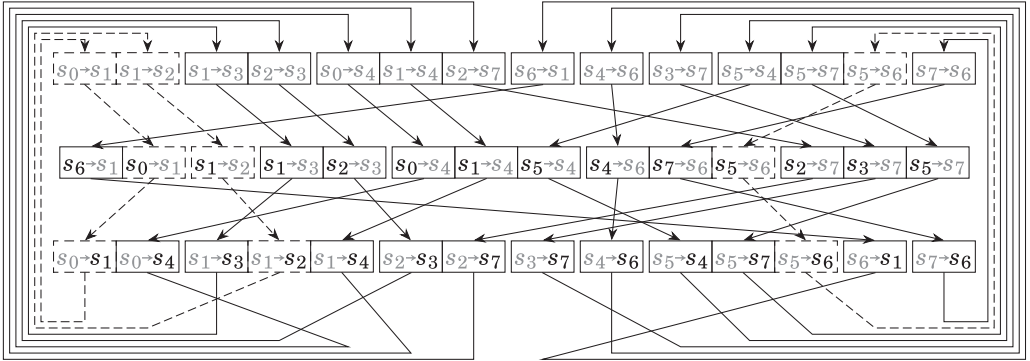 s₀→s₁ s₁→s₂ s₁→s₃ s₂→s₃ s₀→s₄ s₁→s₄ s₂→s₇ s₆→s₁ s₄→s₆ s₃→s₇ s₅→s₄ s₅→s₇ s₅→s₆ s₇→s₆
s₆→s₁ s₀→s₁ s₁→s₂ s₁→s₃ s₂→s₃ s₀→s₄ s₁→s₄ s₅→s₄ s₄→s₆ s₇→s₆ s₅→s₆ s₂→s₇ s₃→s₇ s₅→s₇
s₀→s₁ s₀→s₄ s₁→s₃ s₁→s₂ s₁→s₄ s₂→s₃ s₂→s₇ s₃→s₇ s₄→s₆ s₅→s₄ s₅→s₇ s₅→s₆ s₆→s₁ s₇→s₆